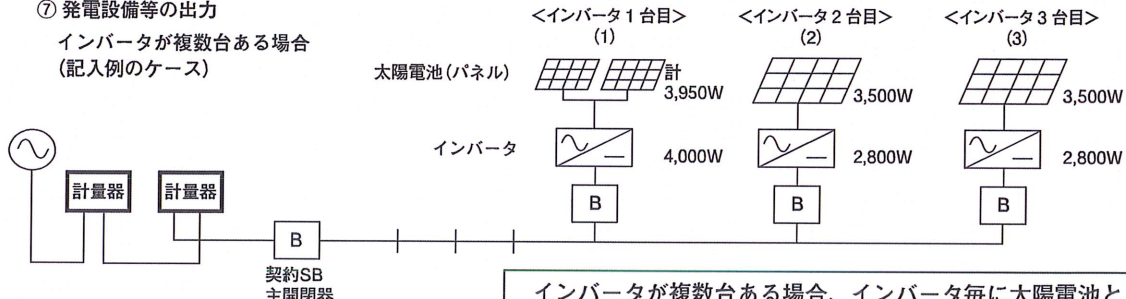 ⑦ 発電設備等の出力
インバータが複数台ある場合
(記入例のケース)
<インバータ1台目>
(1)
<インバータ2台目>
(2)
<インバータ3台目>
(3)
太陽電池(パネル)
計
3,950W
3,500W
3,500W
インバータ
4,000W
2,800W
2,800W
計量器
計量器
B
B
B
B
契約SB
主開閉器
インバータが複数台ある場合、インバータ毎に太陽電池と